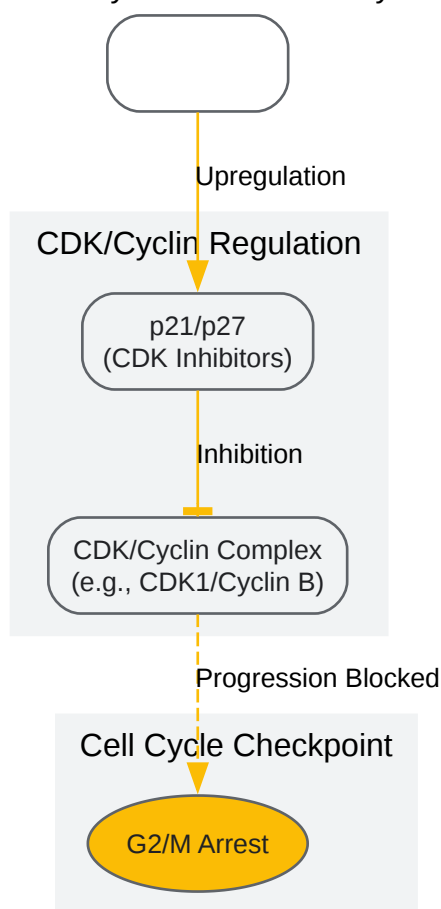 Upregulation
CDK/Cyclin Regulation
p21/p27
(CDK Inhibitors)
Inhibition
CDK/Cyclin Complex
(e.g., CDK1/Cyclin B)
Progression Blocked
Cell Cycle Checkpoint
G2/M Arrest